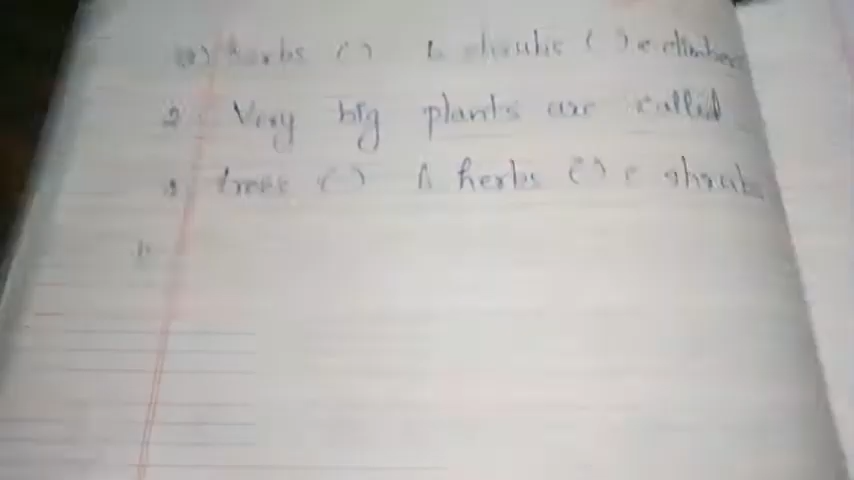 a) herbs ( ) b shrubs ( ) c climbers
2. Very big plants are called
a trees ( ) b herbs ( ) c shrubs